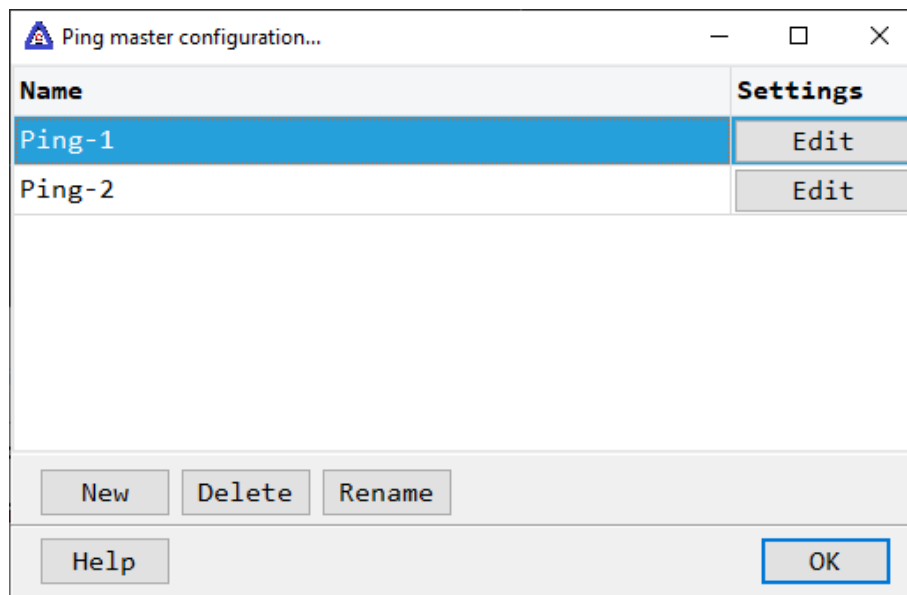 Ping master configuration...
Name Settings
Ping-1 Edit
Ping-2 Edit
New Delete Rename
Help OK